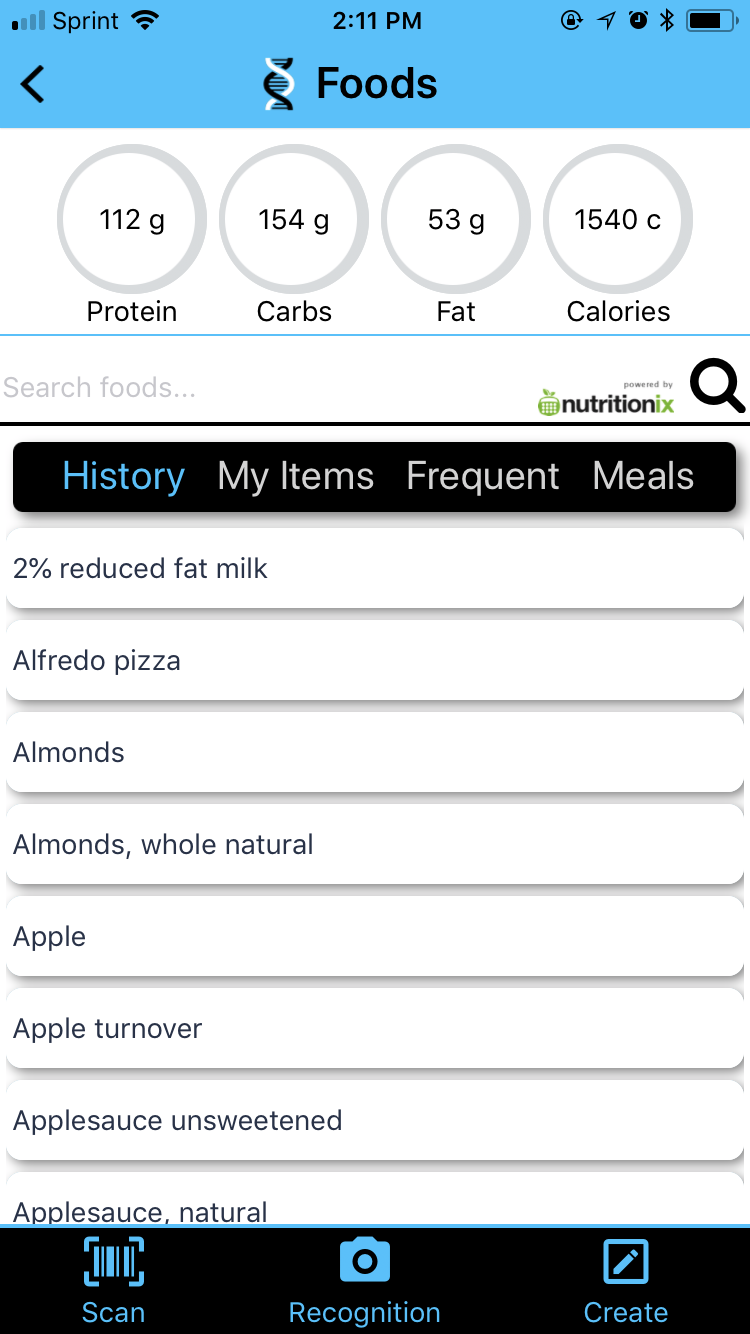 Sprint 2:11 PM
Foods
112 g 154 g 53 g 1540 c
Protein Carbs Fat Calories
Search foods...
powered by
nutritionix
History My Items Frequent Meals
2% reduced fat milk
Alfredo pizza
Almonds
Almonds, whole natural
Apple
Apple turnover
Applesauce unsweetened
Applesauce, natural
Scan Recognition Create